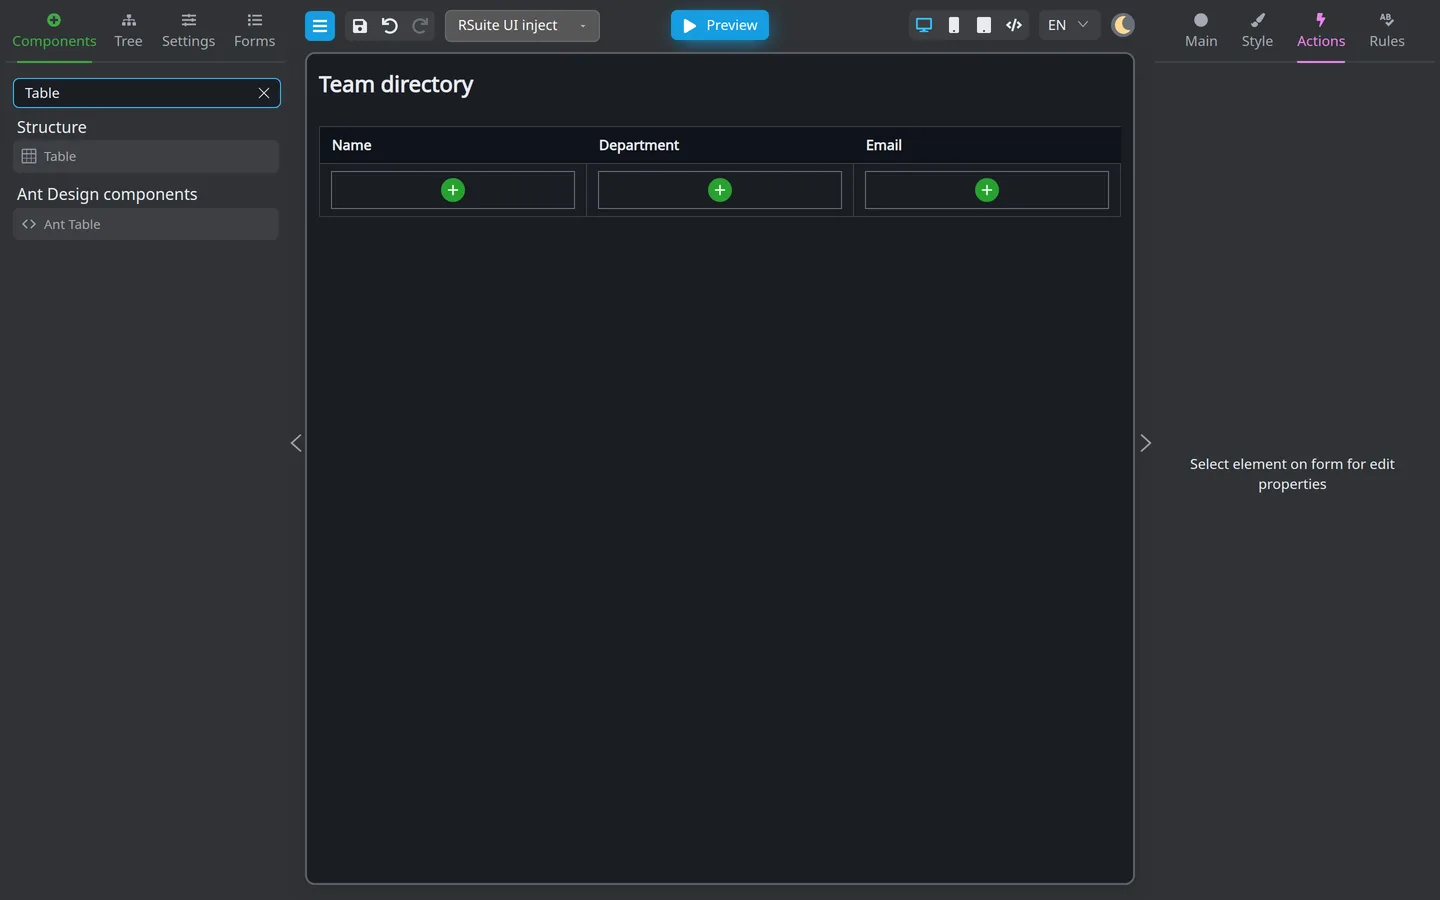 Components
Tree
Settings
Forms
RSuite UI inject
Preview
EN
Main
Style
Actions
AB
Rules
Table
Structure
Table
Ant Design components
Ant Table
Team directory
Name
Department
Email
Select element on form for edit
properties